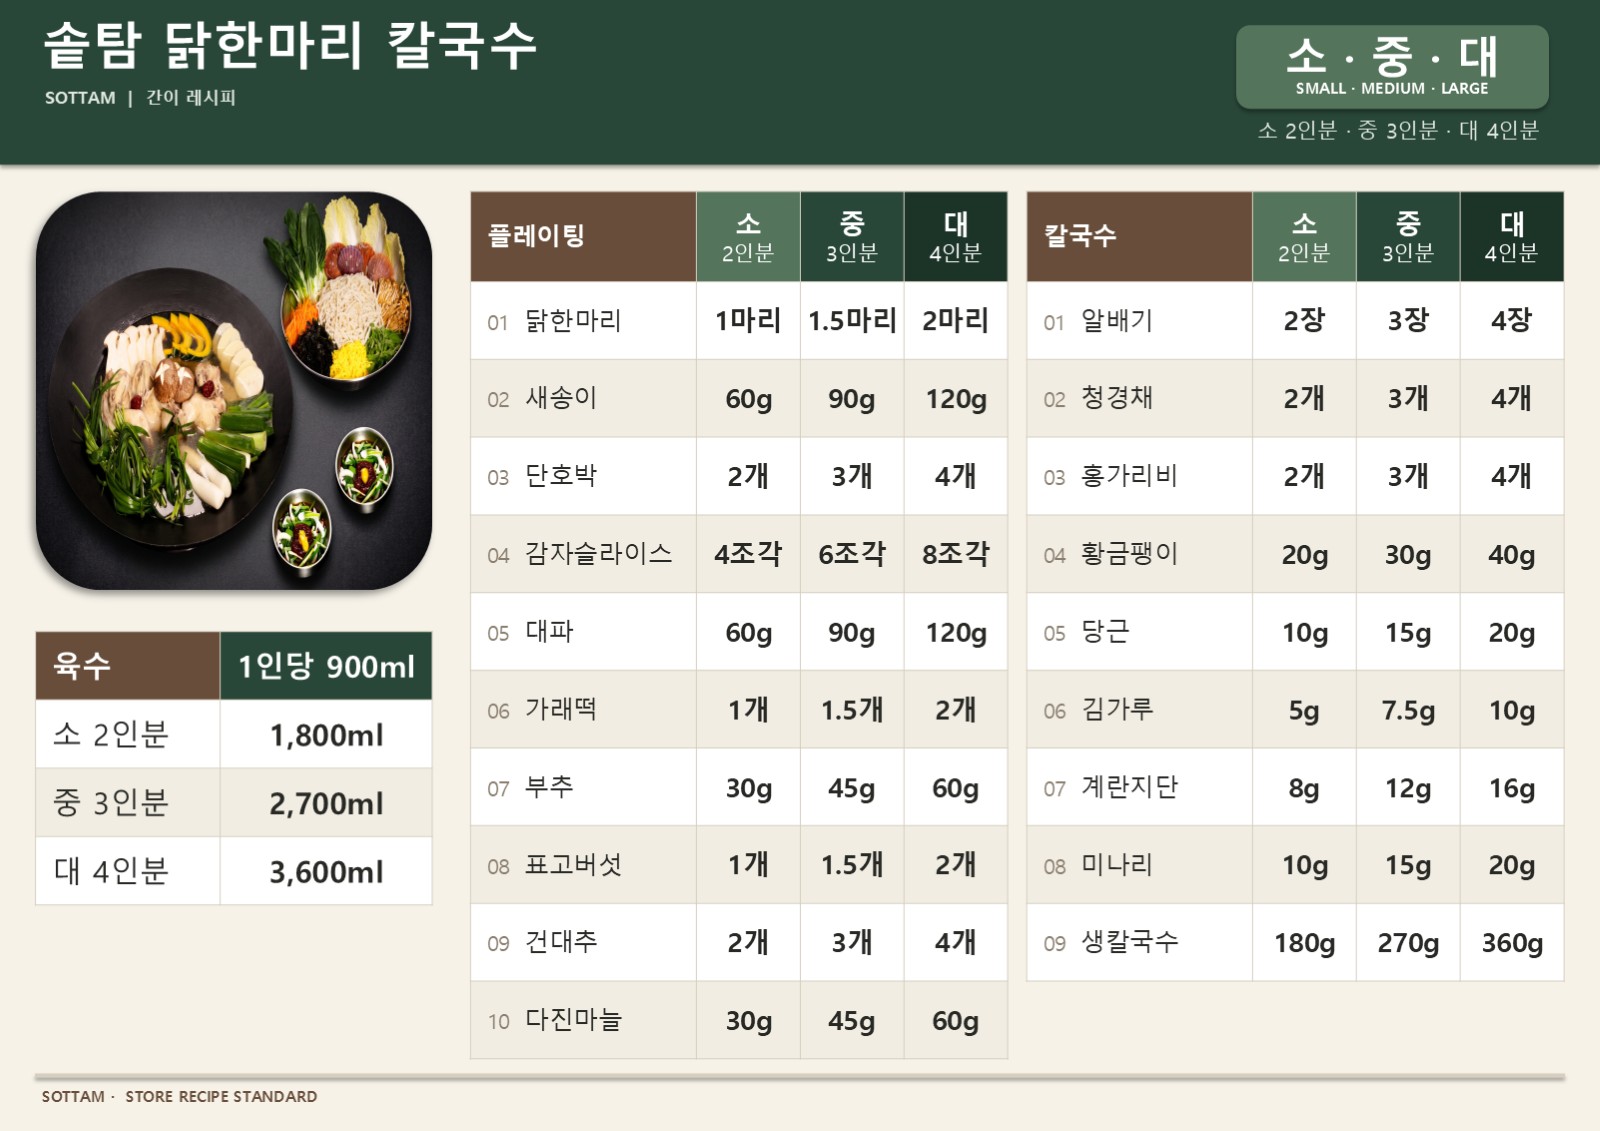 솥탐 닭한마리 칼국수
SOTTAM | 간이 레시피
소 · 중 · 대
SMALL · MEDIUM · LARGE
소 2인분 · 중 3인분 · 대 4인분
육수 1인당 900ml
소 2인분 1,800ml
중 3인분 2,700ml
대 4인분 3,600ml
플레이팅 소 중 대
2인분 3인분 4인분
01 닭한마리 1마리 1.5마리 2마리
02 새송이 60g 90g 120g
03 단호박 2개 3개 4개
04 감자슬라이스 4조각 6조각 8조각
05 대파 60g 90g 120g
06 가래떡 1개 1.5개 2개
07 부추 30g 45g 60g
08 표고버섯 1개 1.5개 2개
09 건대추 2개 3개 4개
10 다진마늘 30g 45g 60g
칼국수 소 중 대
2인분 3인분 4인분
01 알배기 2장 3장 4장
02 청경채 2개 3개 4개
03 홍가리비 2개 3개 4개
04 황금팽이 20g 30g 40g
05 당근 10g 15g 20g
06 김가루 5g 7.5g 10g
07 계란지단 8g 12g 16g
08 미나리 10g 15g 20g
09 생칼국수 180g 270g 360g
SOTTAM · STORE RECIPE STANDARD